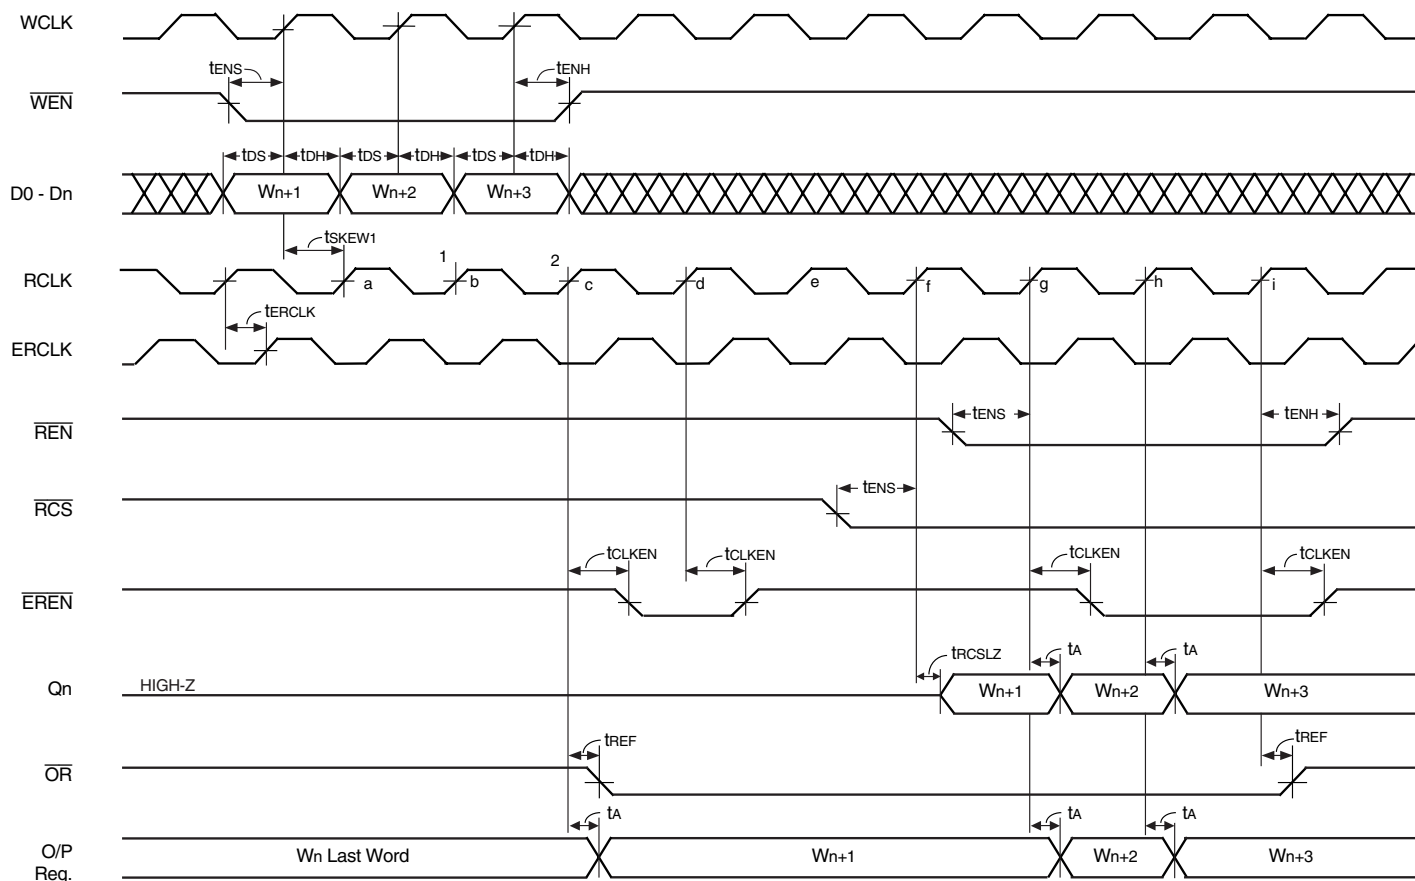 WCLK
tENS
tENH
WEN
tDS tDH tDS tDH tDS tDH
D0 - Dn
Wn+1 Wn+2 Wn+3
tSKEW1
1 2
RCLK
a b c d e f g h i
tERCLK
ERCLK
REN
tENS
tENH
RCS
tENS
tCLKEN tCLKEN tCLKEN tCLKEN
EREN
tRCSLZ
tA tA
Qn
HIGH-Z
Wn+1 Wn+2 Wn+3
tREF tREF
OR
tA tA tA
O/P
Reg.
Wn Last Word Wn+1 Wn+2 Wn+3